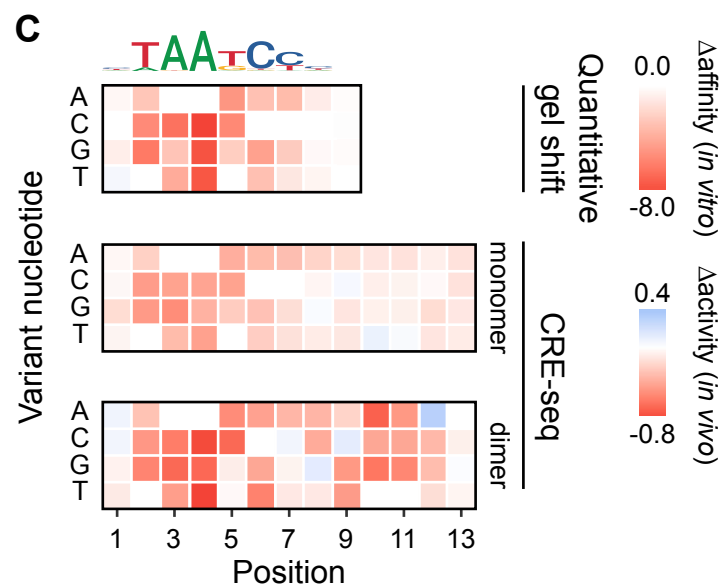 C
TAATCC
Variant nucleotide
A
C
G
T
Quantitative
gel shift
A
C
G
T
monomer
A
C
G
T
dimer
CRE-seq
1 3 5 7 9 11 13
Position
0.0
-8.0
Δaffinity (in vitro)
0.4
-0.8
Δactivity (in vivo)